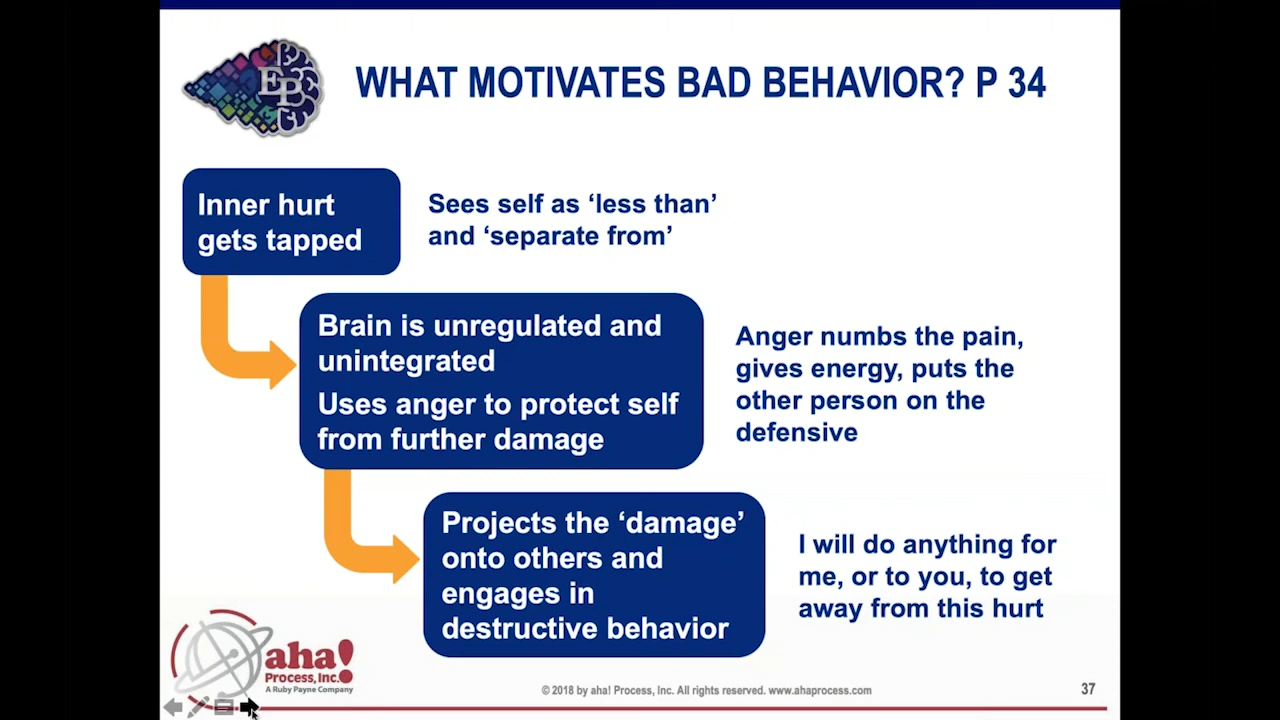 EP
WHAT MOTIVATES BAD BEHAVIOR? P 34
Inner hurt
gets tapped
Sees self as ‘less than’
and ‘separate from’
Brain is unregulated and
unintegrated
Uses anger to protect self
from further damage
Anger numbs the pain,
gives energy, puts the
other person on the
defensive
Projects the ‘damage’
onto others and
engages in
destructive behavior
I will do anything for
me, or to you, to get
away from this hurt
aha!
Process, Inc.
A Ruby Payne Company
© 2018 by aha! Process, Inc. All rights reserved. www.ahaprocess.com
37